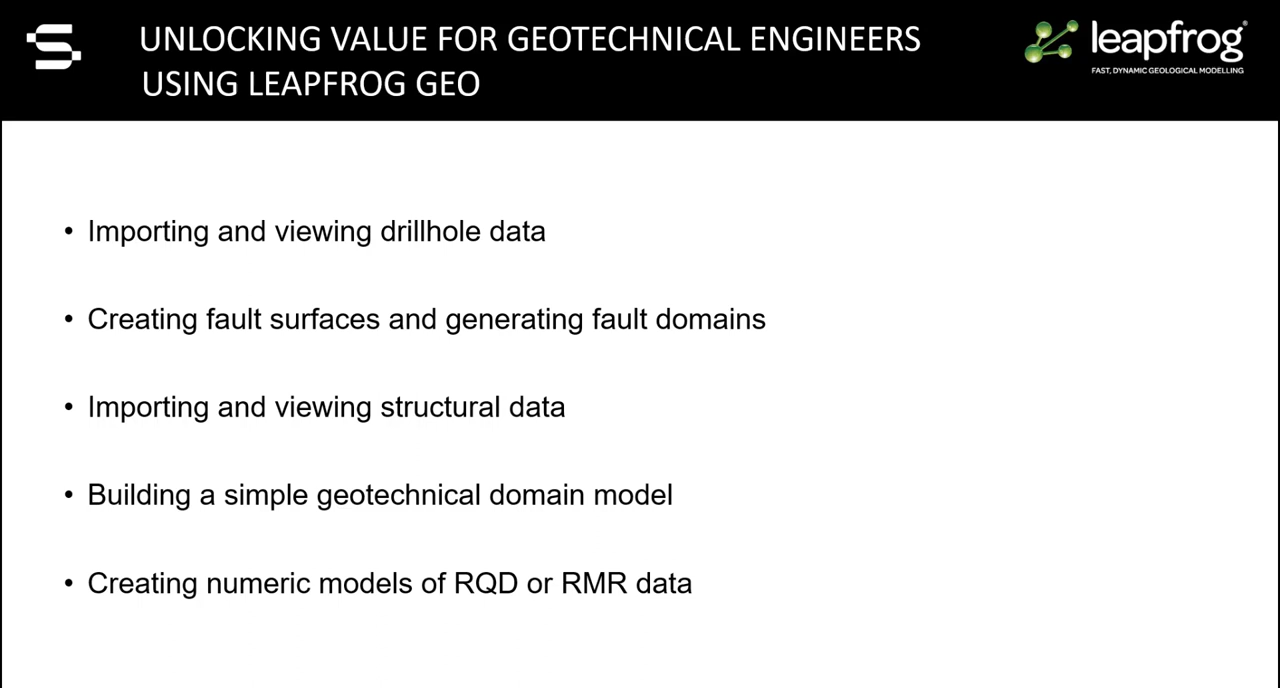 UNLOCKING VALUE FOR GEOTECHNICAL ENGINEERS
USING LEAPFROG GEO
leapfrog®
FAST, DYNAMIC GEOLOGICAL MODELLING
• Importing and viewing drillhole data
• Creating fault surfaces and generating fault domains
• Importing and viewing structural data
• Building a simple geotechnical domain model
• Creating numeric models of RQD or RMR data